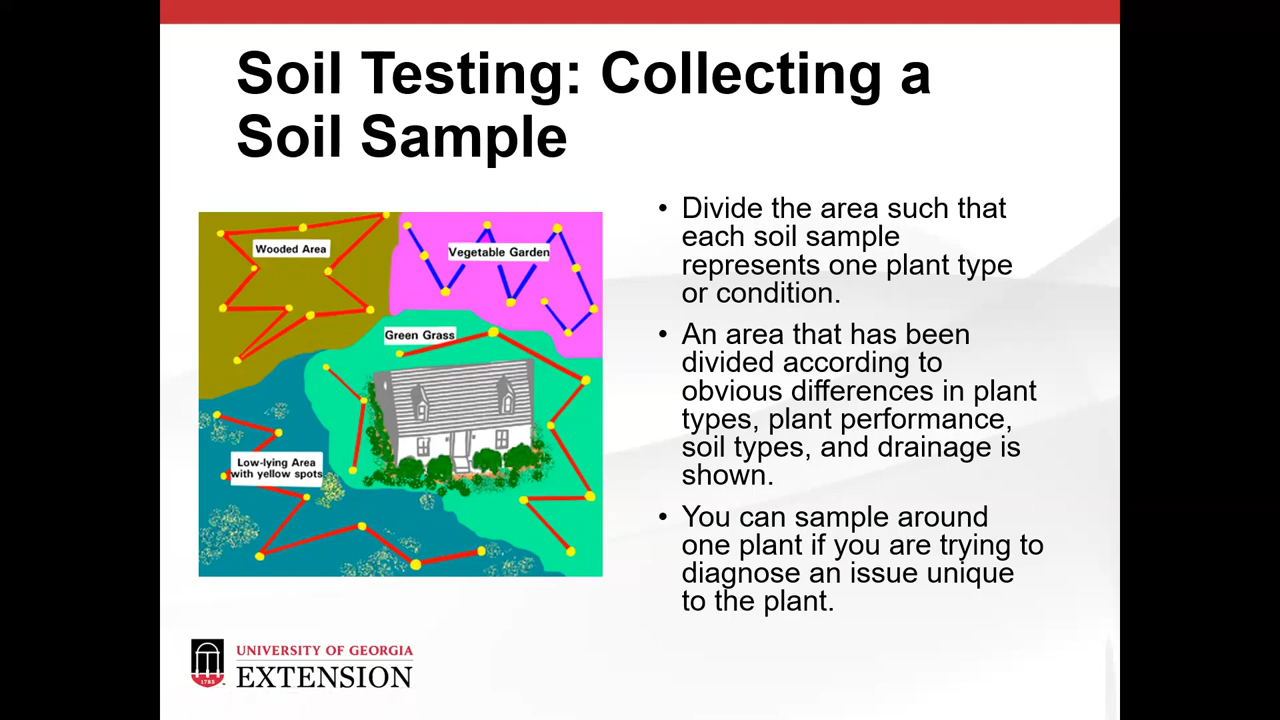 Soil Testing: Collecting a
Soil Sample
Wooded Area
Vegetable Garden
Green Grass
Low-lying Area
with yellow spots
• Divide the area such that
each soil sample
represents one plant type
or condition.
• An area that has been
divided according to
obvious differences in plant
types, plant performance,
soil types, and drainage is
shown.
• You can sample around
one plant if you are trying to
diagnose an issue unique
to the plant.
1785
UNIVERSITY OF GEORGIA
EXTENSION